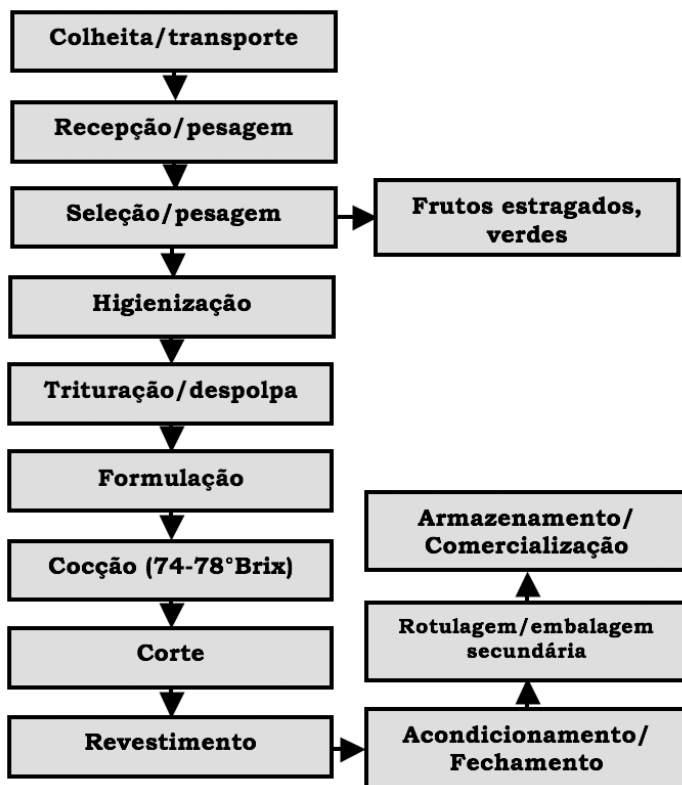 Colheita/transporte
Recepção/pesagem
Seleção/pesagem
Frutos estragados,
verdes
Higienização
Trituração/despolpa
Formulação
Cocção (74-78°Brix)
Corte
Revestimento
Acondicionamento/
Fechamento
Rotulagem/embalagem
secundária
Armazenamento/
Comercialização